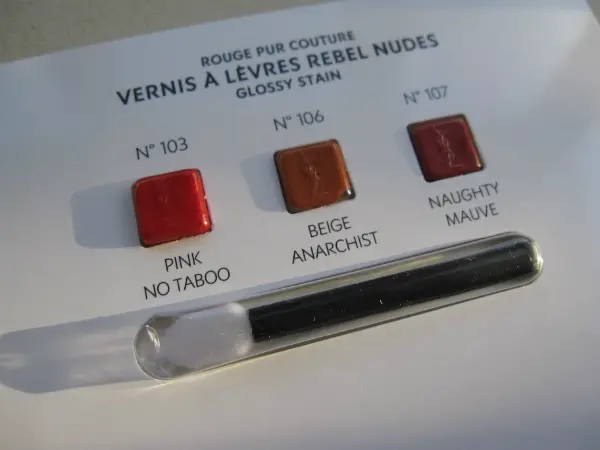 ROUGE PUR COUTURE
VERNIS À LÈVRES REBEL NUDES
GLOSSY STAIN
N° 103
N° 106
N° 107
PINK
NO TABOO
BEIGE
ANARCHIST
NAUGHTY
MAUVE